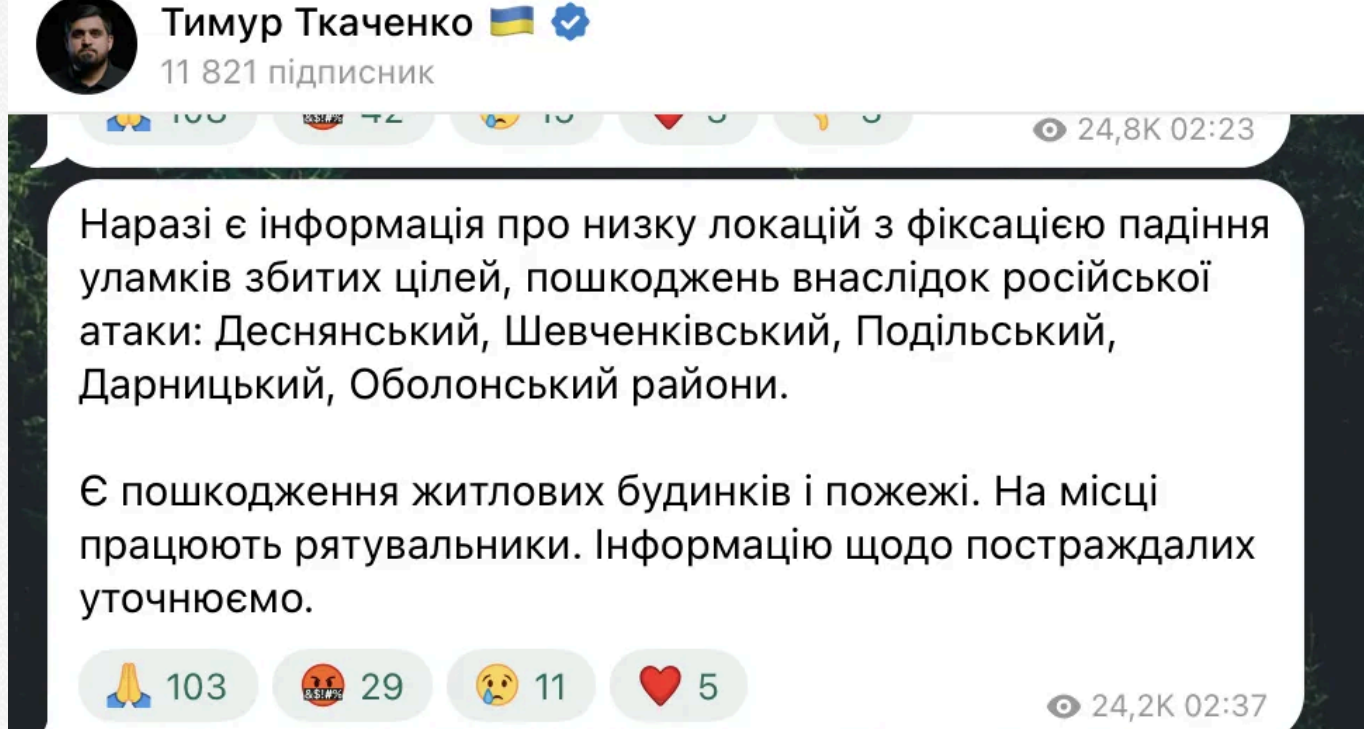 Тимур Ткаченко 🇺🇦
11 821 підписник
24,8K 02:23
Наразі є інформація про низку локацій з фіксацією падіння
уламків збитих цілей, пошкоджень внаслідок російської
атаки: Деснянський, Шевченківський, Подільський,
Дарницький, Оболонський райони.
Є пошкодження житлових будинків і пожежі. На місці
працюють рятувальники. Інформацію щодо постраждалих
уточнюємо.
🙏 103 🤬 29 😢 11 ❤️ 5
24,2K 02:37